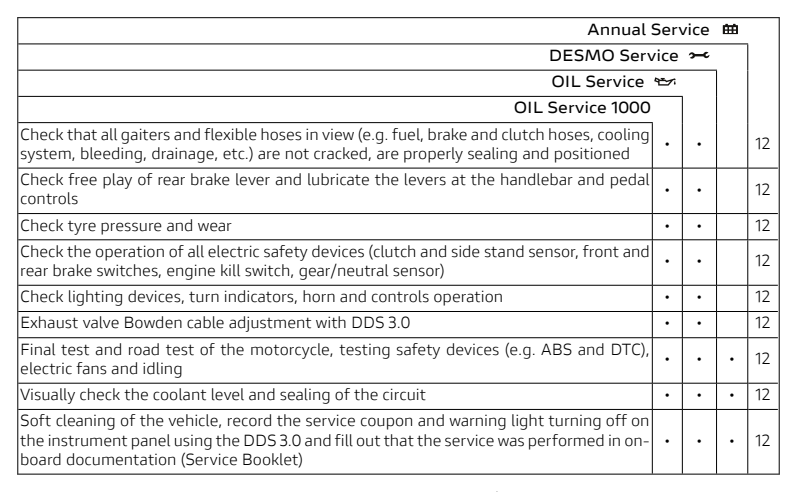 Annual Service
DESMO Service
OIL Service
OIL Service 1000
Check that all gaiters and flexible hoses in view (e.g. fuel, brake and clutch hoses, cooling
system, bleeding, drainage, etc.) are not cracked, are properly sealing and positioned • • 12
Check free play of rear brake lever and lubricate the levers at the handlebar and pedal
controls • • 12
Check tyre pressure and wear • • 12
Check the operation of all electric safety devices (clutch and side stand sensor, front and
rear brake switches, engine kill switch, gear/neutral sensor) • • 12
Check lighting devices, turn indicators, horn and controls operation • • 12
Exhaust valve Bowden cable adjustment with DDS 3.0 • • 12
Final test and road test of the motorcycle, testing safety devices (e.g. ABS and DTC),
electric fans and idling • • • 12
Visually check the coolant level and sealing of the circuit • • • 12
Soft cleaning of the vehicle, record the service coupon and warning light turning off on
the instrument panel using the DDS 3.0 and fill out that the service was performed in on-
board documentation (Service Booklet) • • • 12